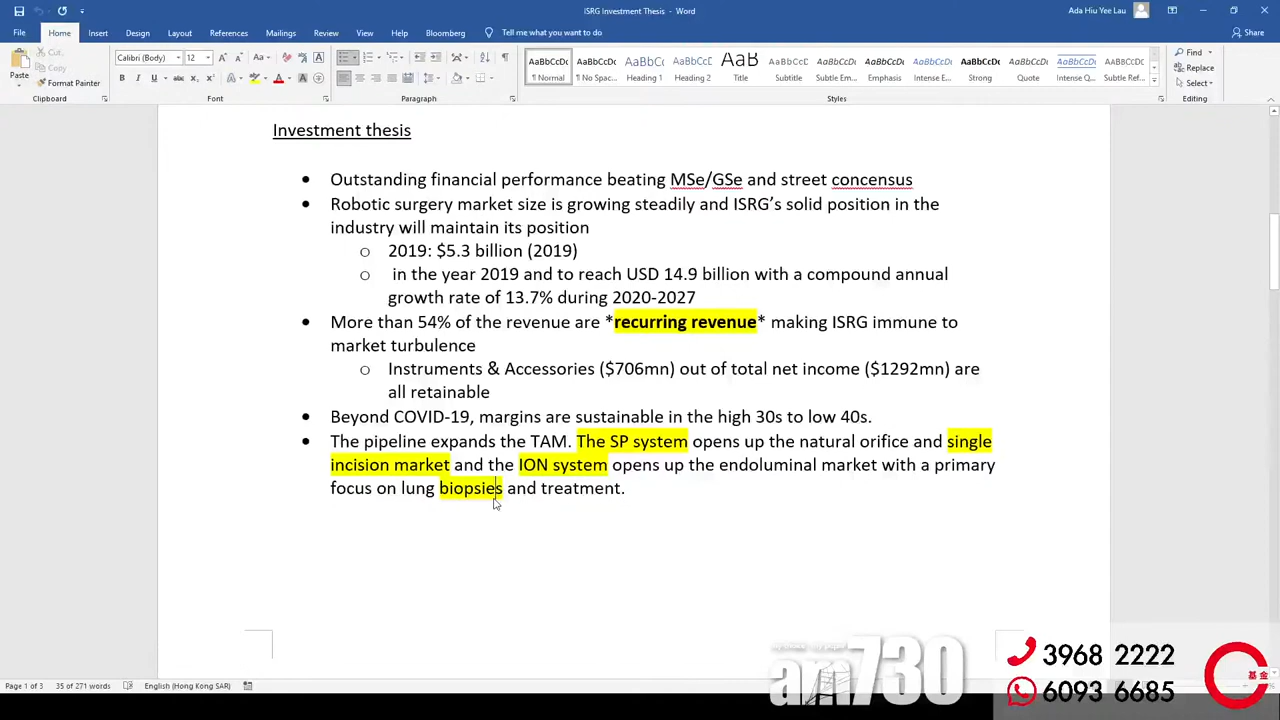 ISRG Investment Thesis - Word
Ada Hiu Yee Lau
File Home Insert Design Layout References Mailings Review View Help Bloomberg Tell me what you want to do Share
Paste
Cut
Copy
Format Painter
Calibri (Body) 12
Clipboard Font Paragraph Styles Editing
AaBbCcDc AaBbCcDc AaBbC AaBbCcC AaB AaBbCcD AaBbCcDc AaBbCcDc AaBbCcDc AaBbCcDc AaBbCcDc AaBbCcDc AABBCCDC
¶ Normal ¶ No Spac... Heading 1 Heading 2 Title Subtitle Subtle Em... Emphasis Intense E... Strong Quote Intense Q... Subtle Ref...
Find
Replace
Select
Investment thesis
• Outstanding financial performance beating MSe/GSe and street concensus
• Robotic surgery market size is growing steadily and ISRG’s solid position in the
industry will maintain its position
o 2019: $5.3 billion (2019)
o in the year 2019 and to reach USD 14.9 billion with a compound annual
growth rate of 13.7% during 2020-2027
• More than 54% of the revenue are *recurring revenue* making ISRG immune to
market turbulence
o Instruments & Accessories ($706mn) out of total net income ($1292mn) are
all retainable
• Beyond COVID-19, margins are sustainable in the high 30s to low 40s.
• The pipeline expands the TAM. The SP system opens up the natural orifice and single
incision market and the ION system opens up the endoluminal market with a primary
focus on lung biopsies and treatment.
am730
3968 2222
6093 6685
基金
Page 1 of 3 35 of 271 words English (Hong Kong SAR)